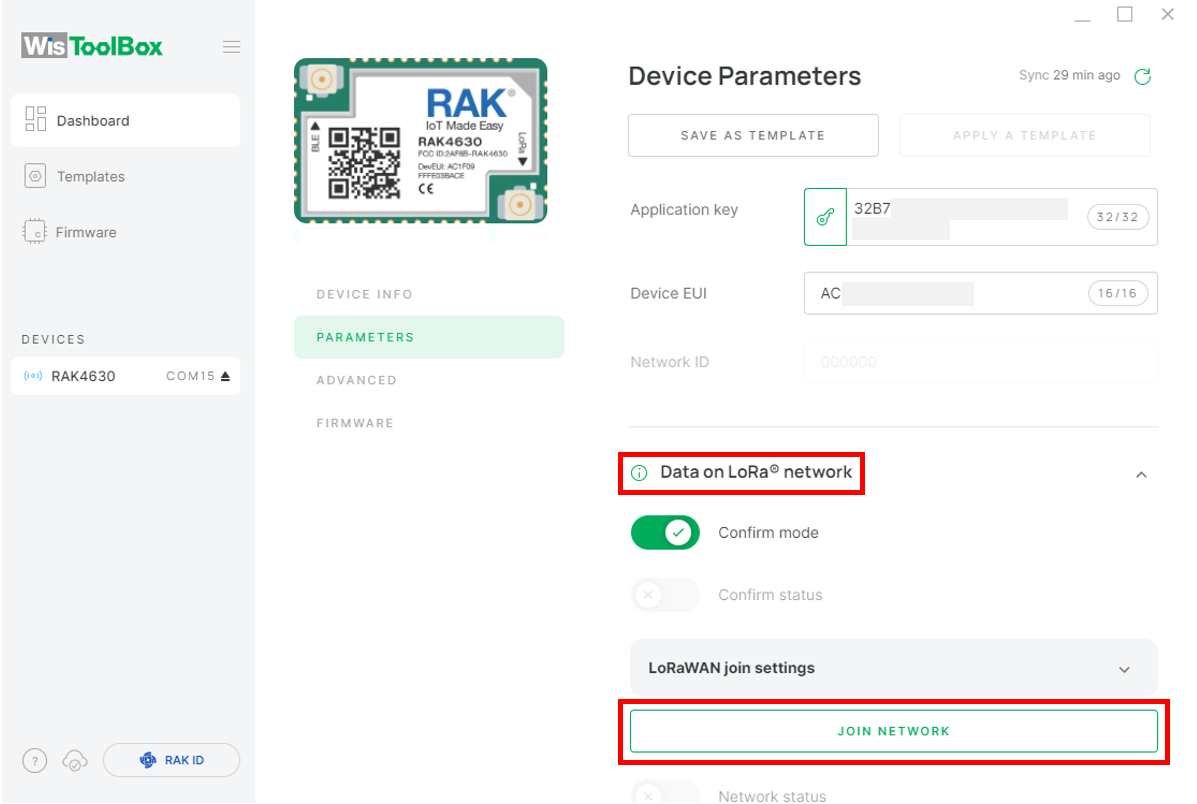 WisToolBox
Dashboard
Templates
Firmware
DEVICES
RAK4630 COM15
? RAK ID
RAK®
IoT Made Easy
RAK4630
FCC ID:2AF6B-RAK4630
DevEUI: AC1F09
FFFE03BACE
CE
BLE
LoRa
DEVICE INFO
PARAMETERS
ADVANCED
FIRMWARE
Device Parameters
Sync 29 min ago
SAVE AS TEMPLATE
APPLY A TEMPLATE
Application key 32B7 32/32
Device EUI AC 16/16
Network ID 000000
Data on LoRa® network
Confirm mode
Confirm status
LoRaWAN join settings
JOIN NETWORK
Network status